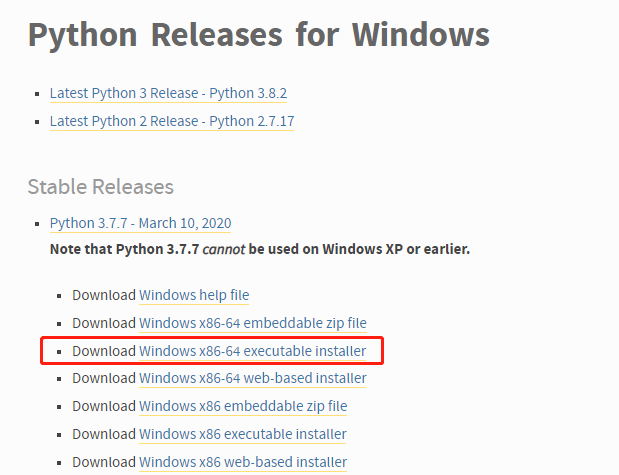 Python Releases for Windows
Latest Python 3 Release - Python 3.8.2
Latest Python 2 Release - Python 2.7.17
Stable Releases
Python 3.7.7 - March 10, 2020
Note that Python 3.7.7 cannot be used on Windows XP or earlier.
Download Windows help file
Download Windows x86-64 embeddable zip file
Download Windows x86-64 executable installer
Download Windows x86-64 web-based installer
Download Windows x86 embeddable zip file
Download Windows x86 executable installer
Download Windows x86 web-based installer